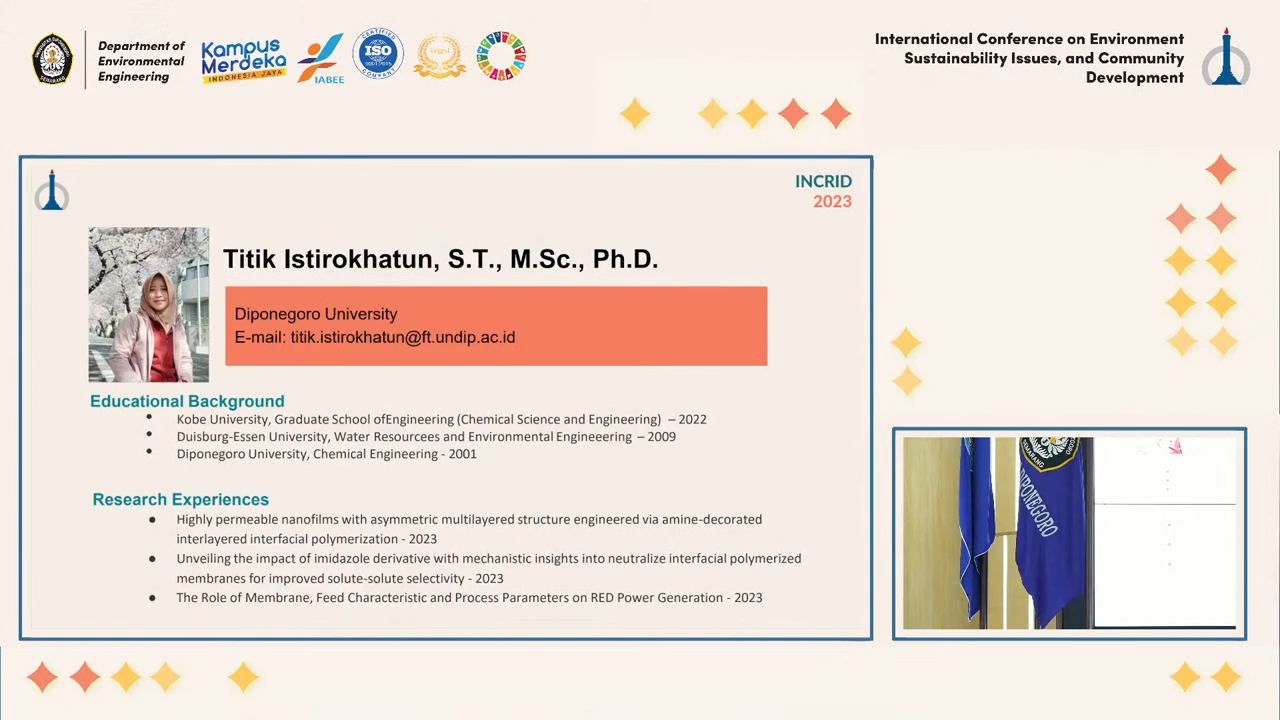 Department of
Environmental
Engineering
Kampus
Merdeka
INDONESIA JAYA
IABEE
CERTIFIED
ISO
9001:2015
COMPANY
International Conference on Environment
Sustainability Issues, and Community
Development
INCRID
2023
Titik Istirokhatun, S.T., M.Sc., Ph.D.
Diponegoro University
E-mail: titik.istirokhatun@ft.undip.ac.id
Educational Background
• Kobe University, Graduate School ofEngineering (Chemical Science and Engineering) – 2022
• Duisburg-Essen University, Water Resourcees and Environmental Engineeering – 2009
• Diponegoro University, Chemical Engineering - 2001
Research Experiences
● Highly permeable nanofilms with asymmetric multilayered structure engineered via amine-decorated
interlayered interfacial polymerization - 2023
● Unveiling the impact of imidazole derivative with mechanistic insights into neutralize interfacial polymerized
membranes for improved solute-solute selectivity - 2023
● The Role of Membrane, Feed Characteristic and Process Parameters on RED Power Generation - 2023
SEMARANG
DIPONEGORO